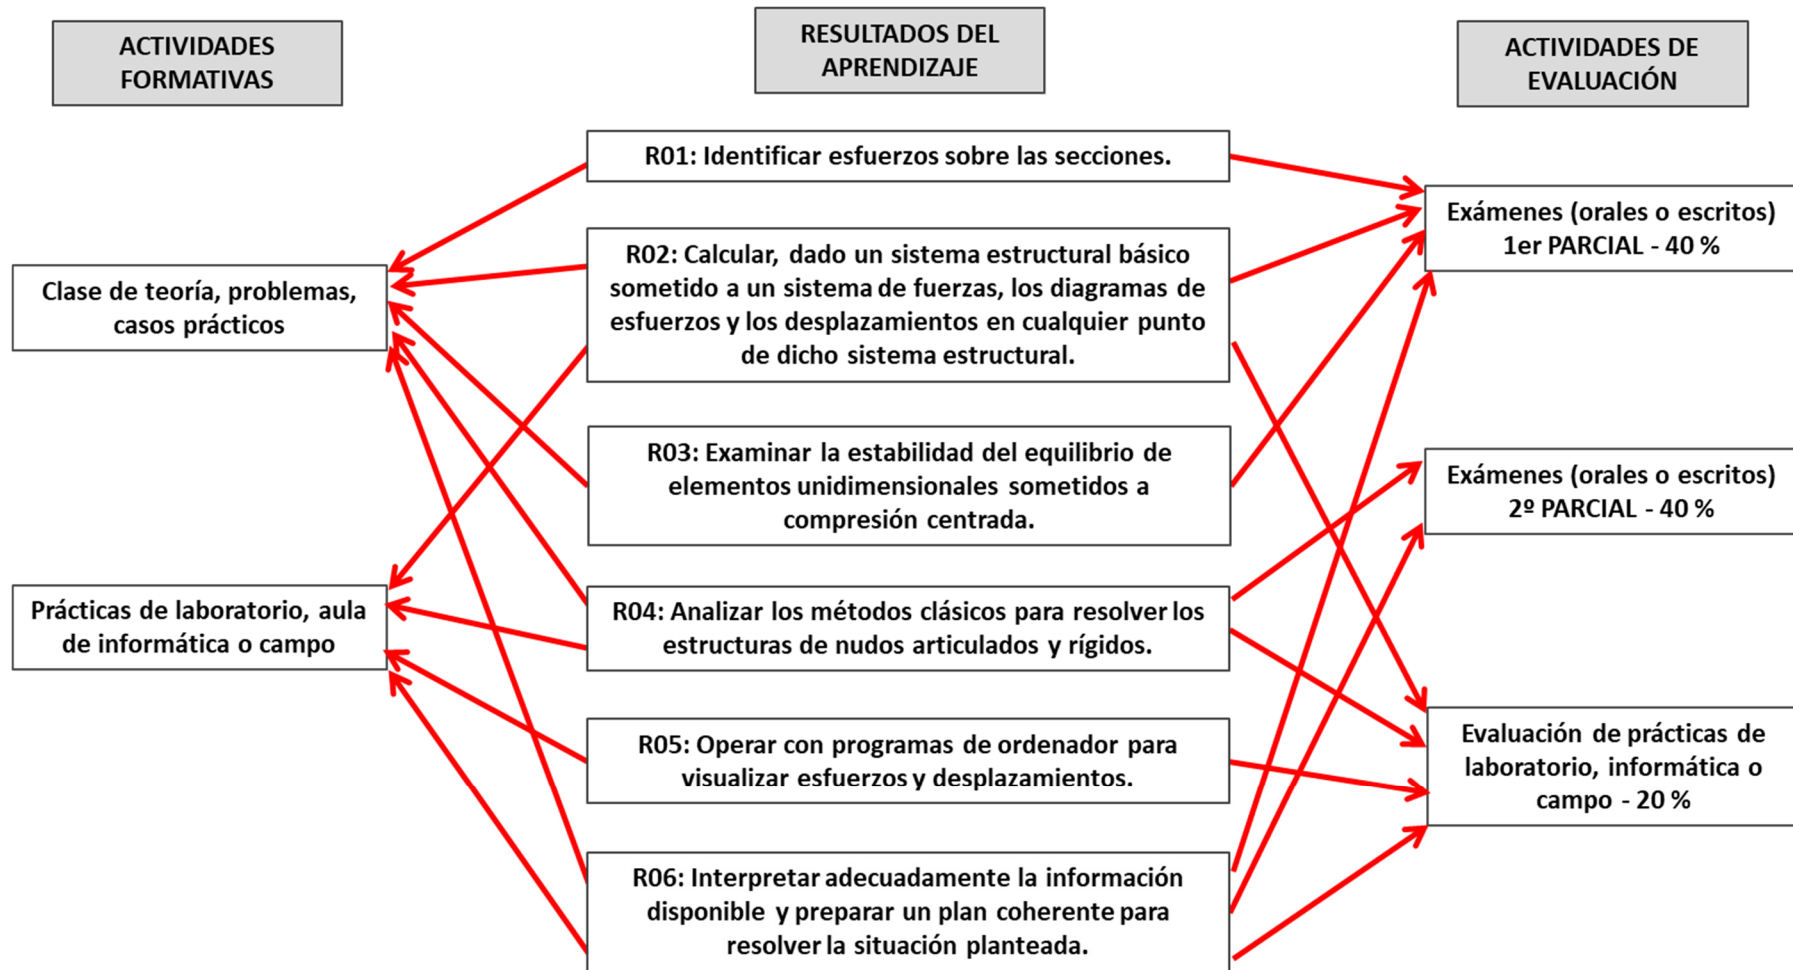 ACTIVIDADES
FORMATIVAS
RESULTADOS DEL
APRENDIZAJE
ACTIVIDADES DE
EVALUACIÓN
Clase de teoría, problemas,
casos prácticos
Prácticas de laboratorio, aula
de informática o campo
R01: Identificar esfuerzos sobre las secciones.
R02: Calcular, dado un sistema estructural básico
sometido a un sistema de fuerzas, los diagramas de
esfuerzos y los desplazamientos en cualquier punto
de dicho sistema estructural.
R03: Examinar la estabilidad del equilibrio de
elementos unidimensionales sometidos a
compresión centrada.
R04: Analizar los métodos clásicos para resolver los
estructuras de nudos articulados y rígidos.
R05: Operar con programas de ordenador para
visualizar esfuerzos y desplazamientos.
R06: Interpretar adecuadamente la información
disponible y preparar un plan coherente para
resolver la situación planteada.
Exámenes (orales o escritos)
1er PARCIAL - 40 %
Exámenes (orales o escritos)
2º PARCIAL - 40 %
Evaluación de prácticas de
laboratorio, informática o
campo - 20 %